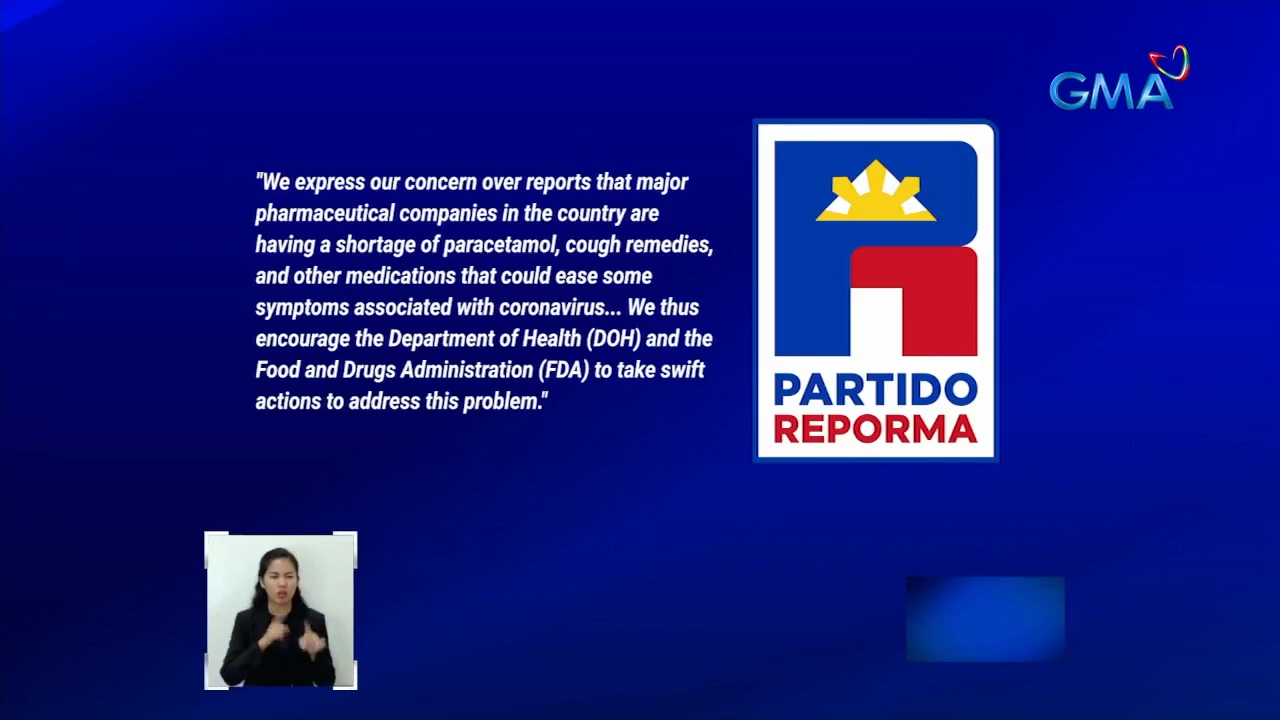 GMA
"We express our concern over reports that major
pharmaceutical companies in the country are
having a shortage of paracetamol, cough remedies,
and other medications that could ease some
symptoms associated with coronavirus... We thus
encourage the Department of Health (DOH) and the
Food and Drugs Administration (FDA) to take swift
actions to address this problem."
PARTIDO
REPORMA